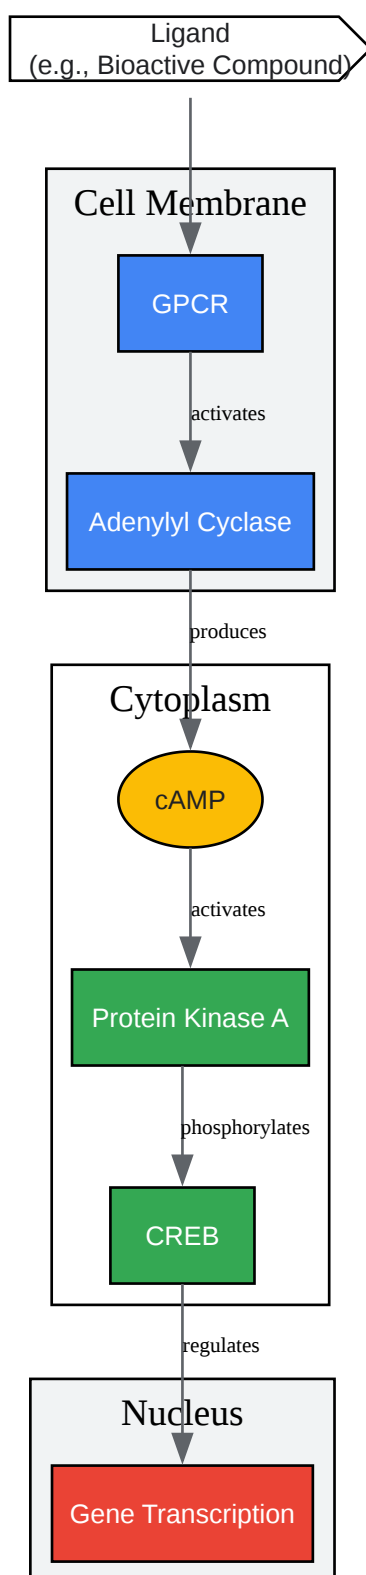 Ligand
(e.g., Bioactive Compound)
Cell Membrane
GPCR
activates
Adenylyl Cyclase
produces
Cytoplasm
cAMP
activates
Protein Kinase A
phosphorylates
CREB
regulates
Nucleus
Gene Transcription